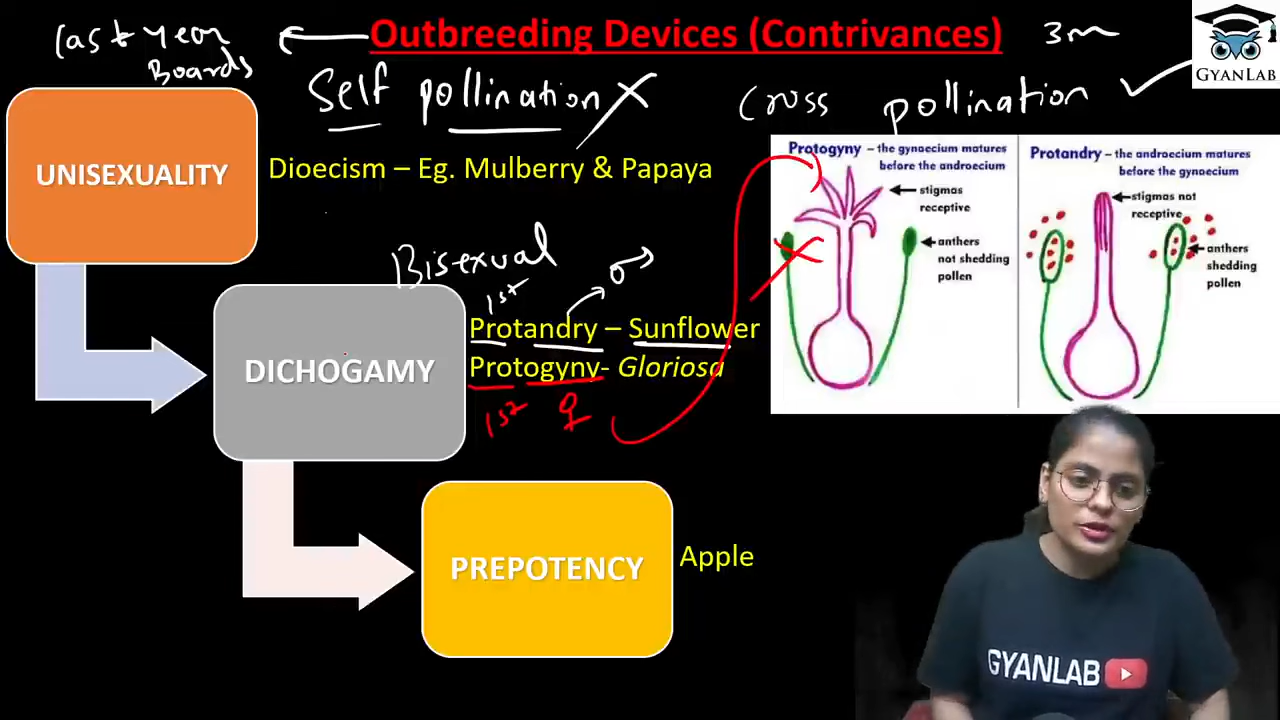 Last year
Boards
Outbreeding Devices (Contrivances)
3m
GYANLAB
Self pollination
Cross pollination
UNISEXUALITY
Dioecism – Eg. Mulberry & Papaya
Protogyny – the gynaecium matures
before the androecium
stigmas
receptive
anthers
not shedding
pollen
Protandry – the androecium matures
before the gynoecium
stigmas not
receptive
anthers
shedding
pollen
Bisexual
1st
♂
DICHOGAMY
Protandry – Sunflower
Protogyny- Gloriosa
1st ♀
PREPOTENCY
Apple
GYANLAB